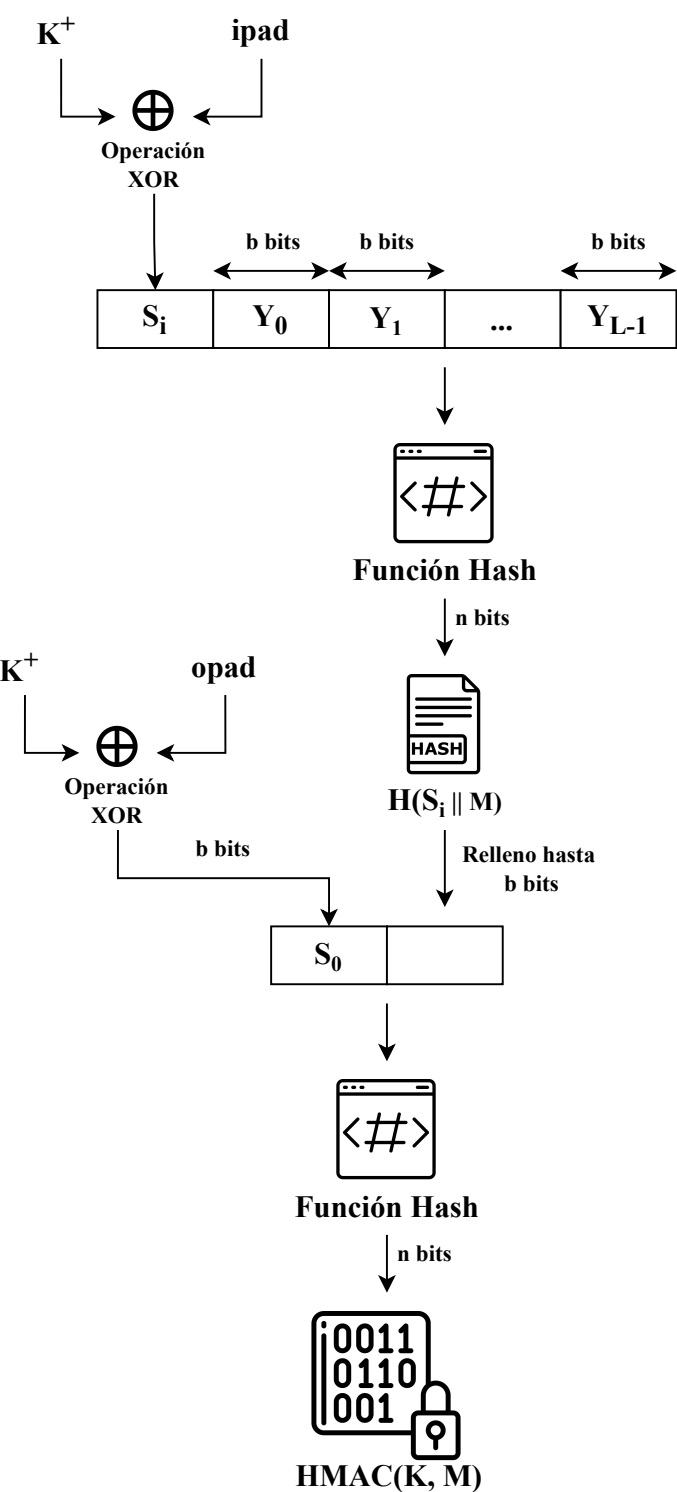 K⁺ ipad
Operación
XOR
b bits b bits b bits
Sᵢ Y₀ Y₁ ... Y_L-1
<#>
Función Hash
n bits
K⁺ opad
HASH
Operación
XOR
H(Sᵢ || M)
b bits
Relleno hasta
b bits
S₀
<#>
Función Hash
n bits
0011
0110
001
HMAC(K, M)